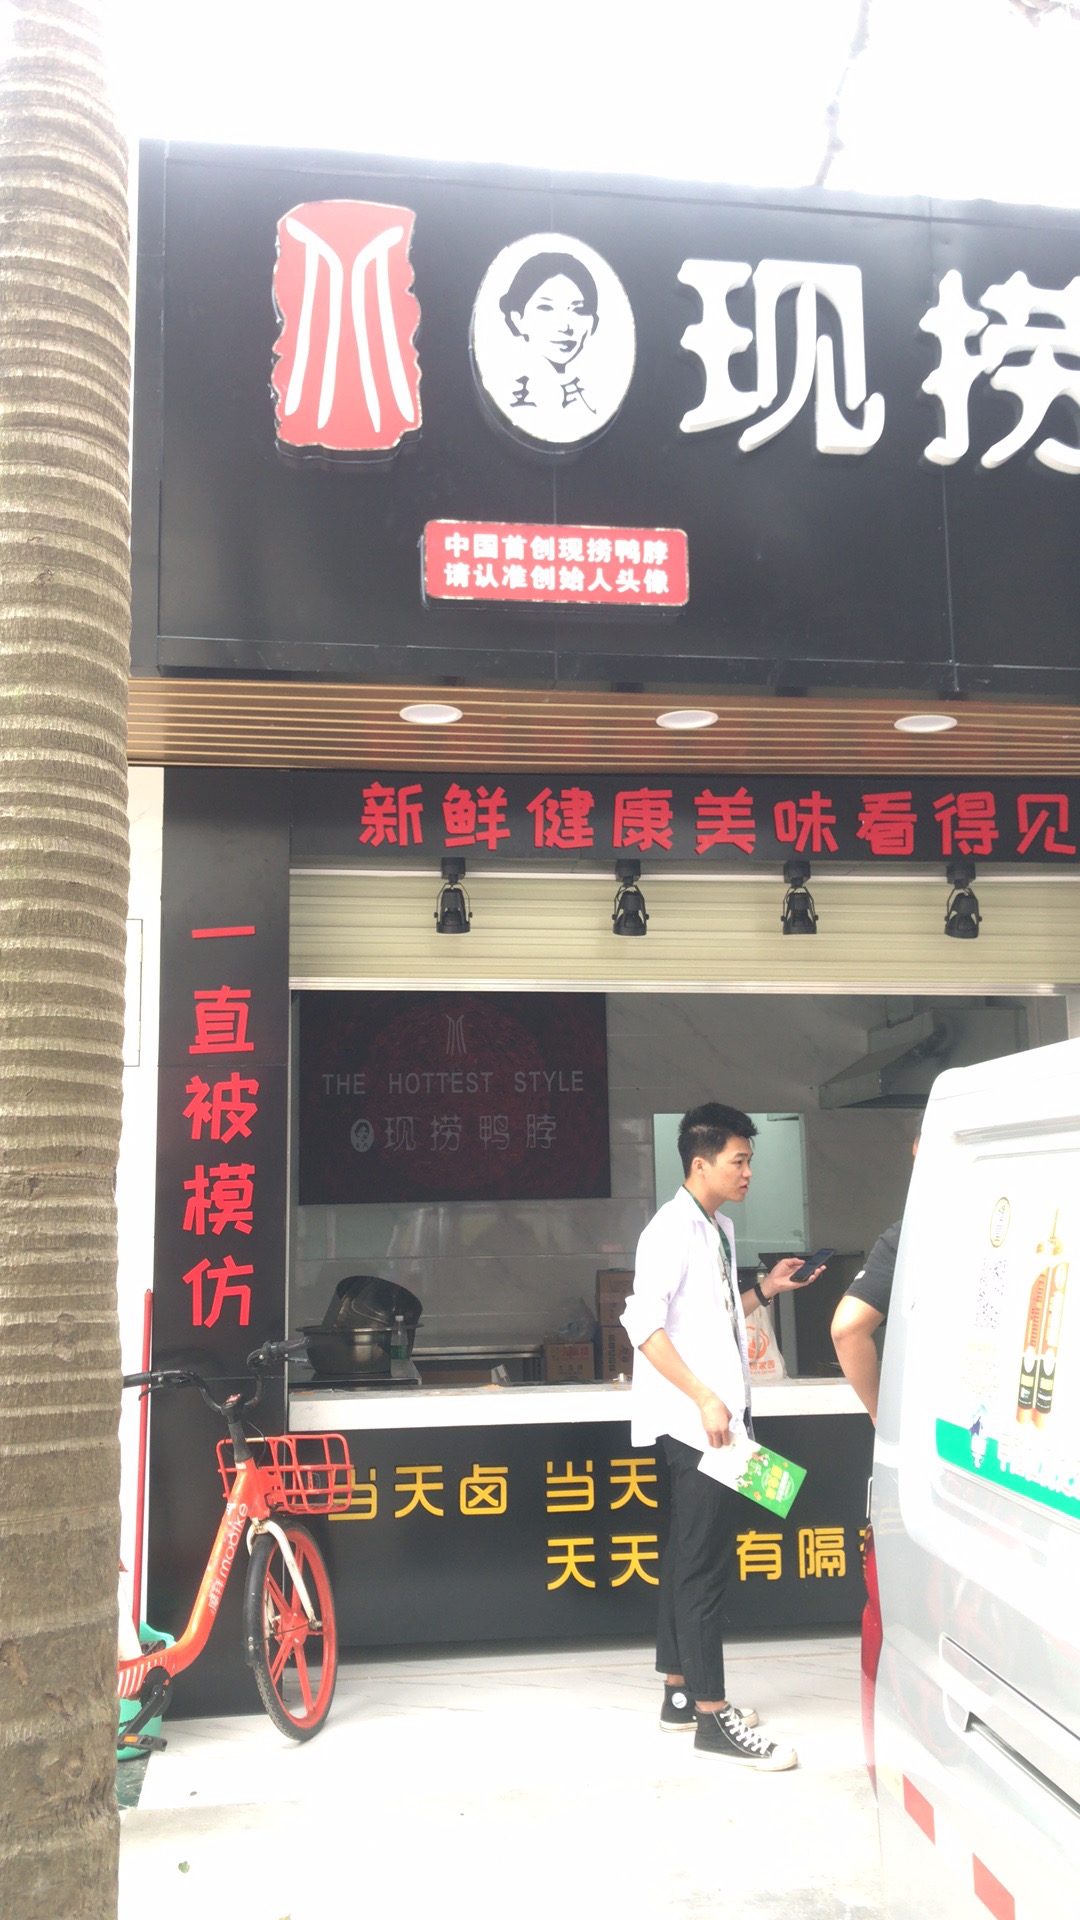 王氏
现捞
中国首创现捞鸭脖
请认准创始人头像
新鲜健康美味看得见
一直被模仿
THE HOTTEST STYLE
现捞鸭脖
当天卤 当天
天天 有隔
mobike